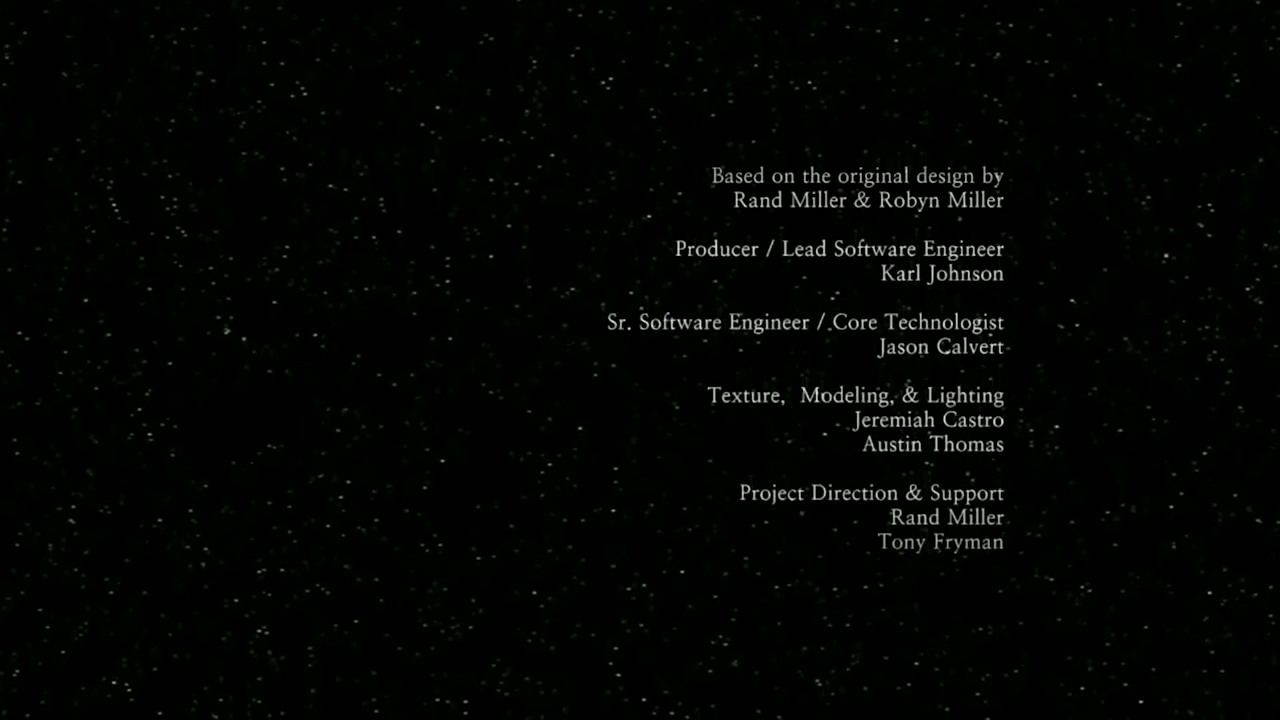 Based on the original design by
Rand Miller & Robyn Miller
Producer / Lead Software Engineer
Karl Johnson
Sr. Software Engineer / Core Technologist
Jason Calvert
Texture,  Modeling, & Lighting
Jeremiah Castro
Austin Thomas
Project Direction & Support
Rand Miller
Tony Fryman